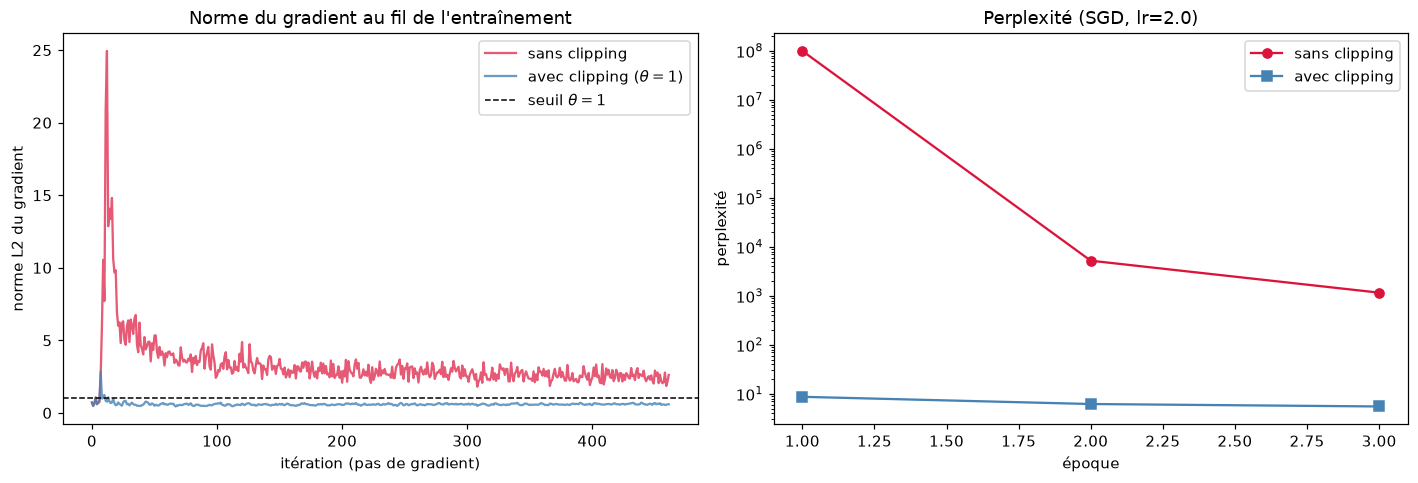 Norme du gradient au fil de l'entraînement
norme L2 du gradient
25
20
15
10
5
0
sans clipping
avec clipping (θ = 1)
seuil θ = 1
0
100
200
300
400
itération (pas de gradient)
Perplexité (SGD, lr=2.0)
perplexité
10⁸
10⁷
10⁶
10⁵
10⁴
10³
10²
10¹
sans clipping
avec clipping
1.00
1.25
1.50
1.75
2.00
2.25
2.50
2.75
3.00
époque